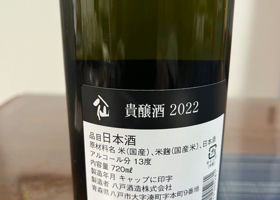 八仙
貴醸酒 2022
品目 日本酒
原材料名 米(国産)、米麹(国産米)、日本酒
アルコール分 13度
内容量 720mℓ
製造年月 キャップに印字
製造者 八戸酒造株式会社
青森県八戸市大字湊町字本町9番地